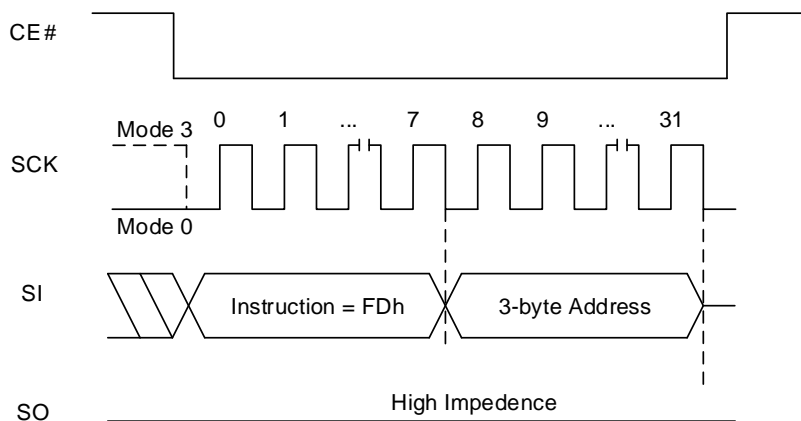 CE#
0 1 ... 7 8 9 ... 31
Mode 3
SCK
Mode 0
SI
Instruction = FDh
3-byte Address
High Impedence
SO